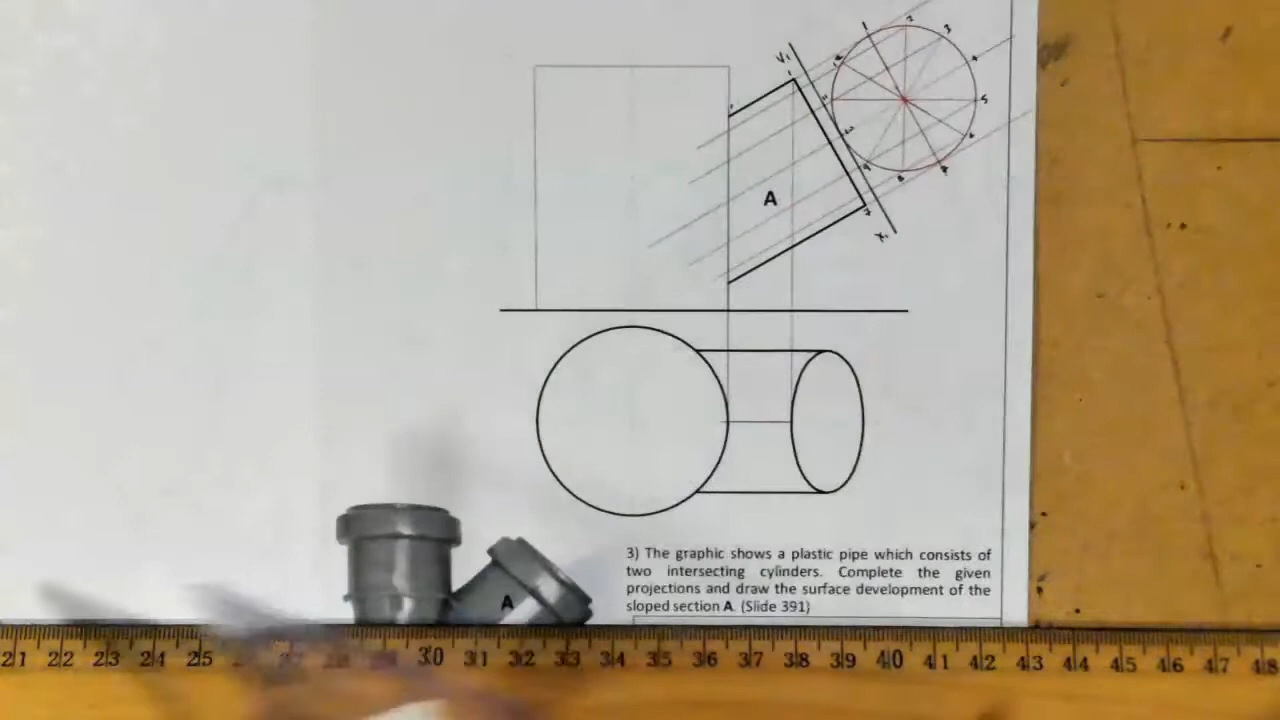 A
3) The graphic shows a plastic pipe which consists of
two intersecting cylinders. Complete the given
projections and draw the surface development of the
sloped section A. (Slide 391)
A
21 22 23 24 25 28 30 31 32 33 34 35 36 37 38 39 40 41 42 43 44 45 46 47 48